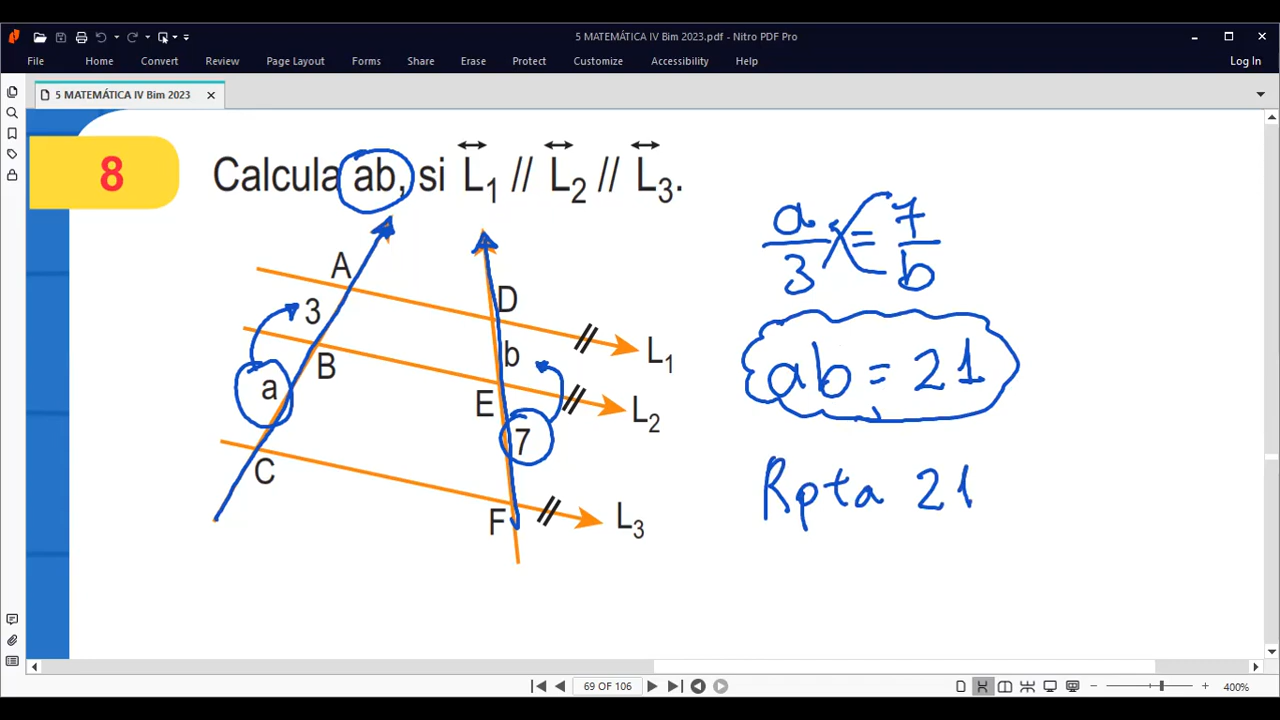 5 MATEMÁTICA IV Bim 2023.pdf - Nitro PDF Pro
File Home Convert Review Page Layout Forms Share Erase Protect Customize Accessibility Help Log In
5 MATEMÁTICA IV Bim 2023
8 Calcula ab, si L1 // L2 // L3.
a/3 = 7/b
A
3
D
b
L1
B
ab = 21
a
E
L2
7
C
Rpta 21
F
L3
69 OF 106
400%